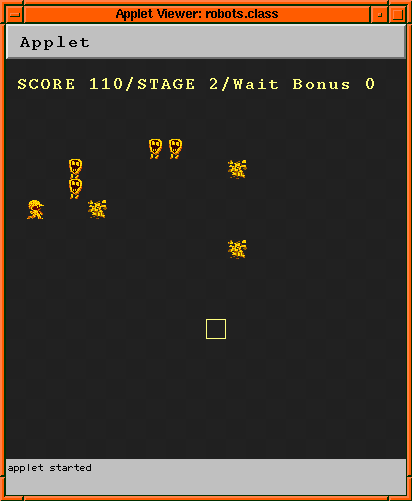 Applet Viewer: robots.class
Applet
SCORE 110/STAGE 2/Wait Bonus 0
applet started